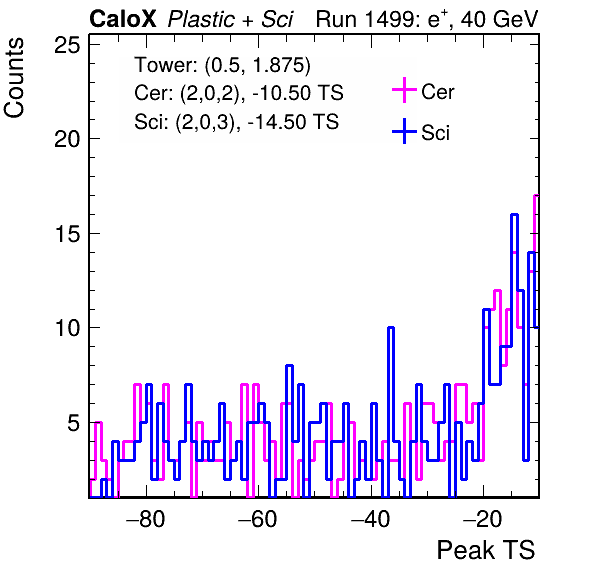 CaloX Plastic + Sci Run 1499: e⁺, 40 GeV
Counts
25
20
15
10
5
Tower: (0.5, 1.875)
Cer: (2,0,2), -10.50 TS
Sci: (2,0,3), -14.50 TS
Cer
Sci
−80 −60 −40 −20
Peak TS